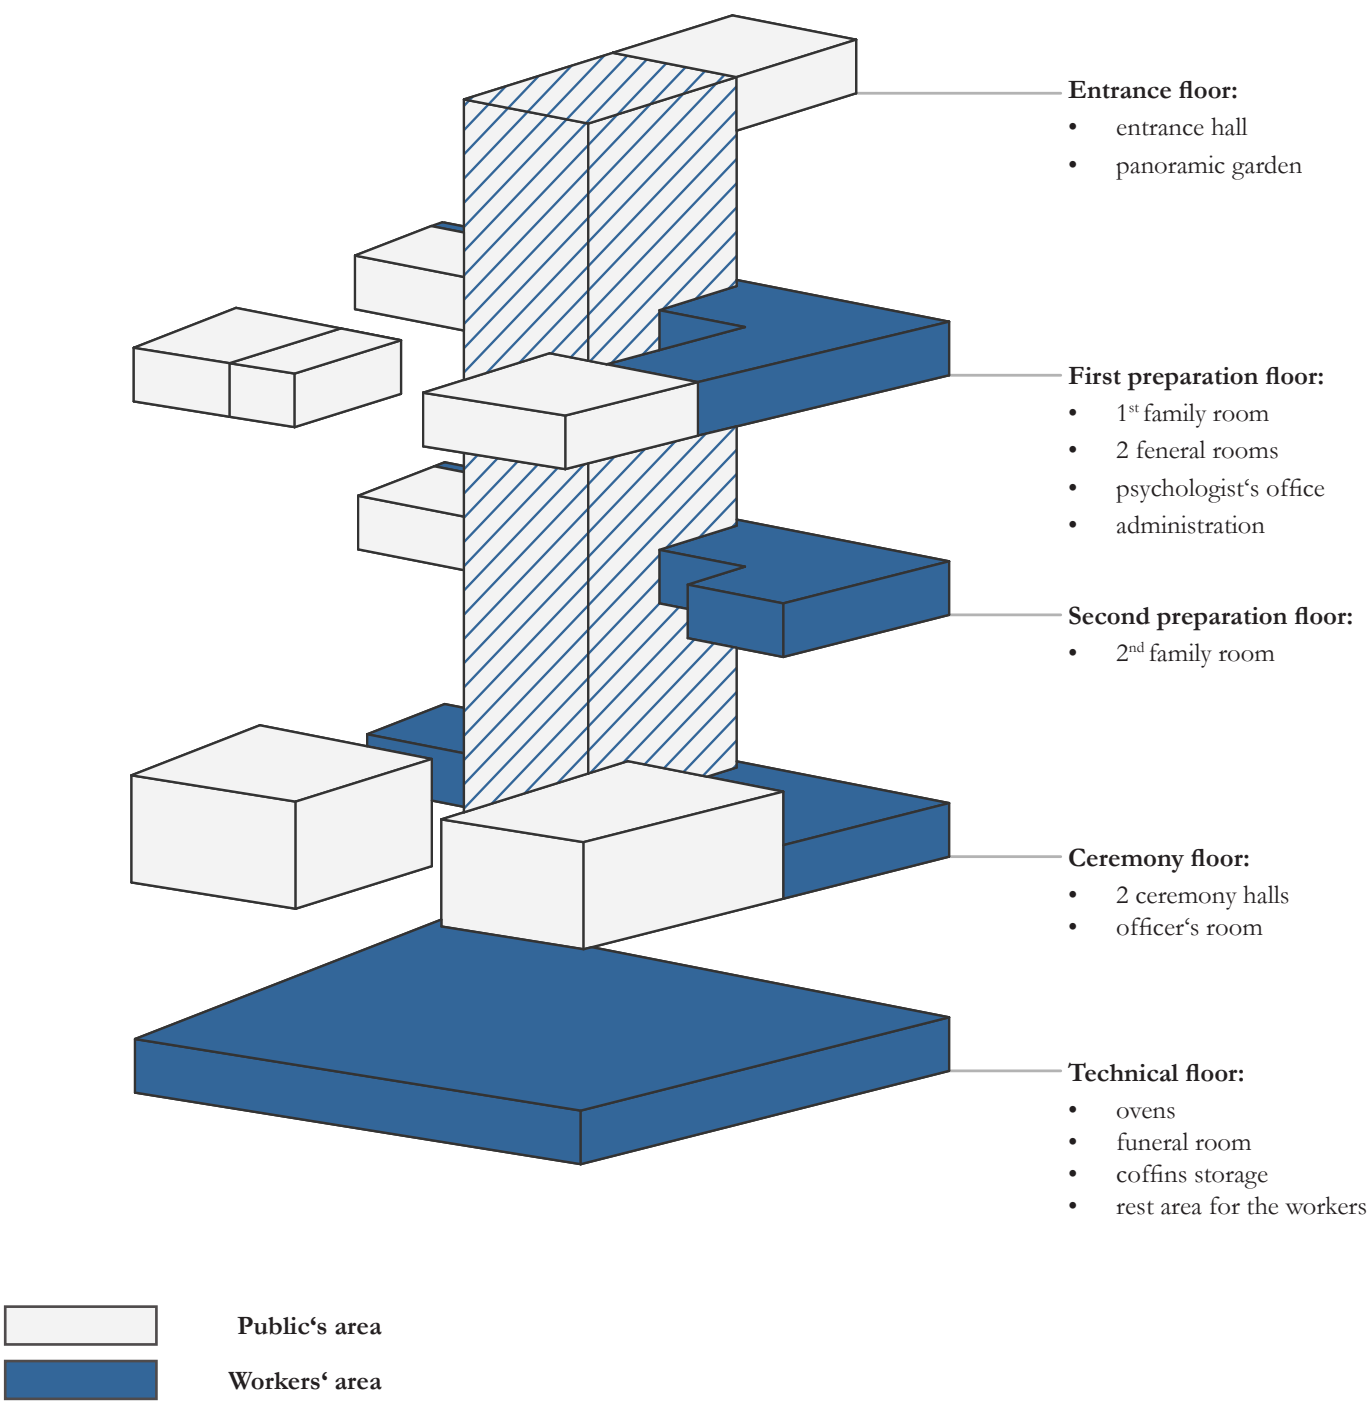 Entrance floor:
• entrance hall
• panoramic garden
First preparation floor:
• 1st family room
• 2 feneral rooms
• psychologist‘s office
• administration
Second preparation floor:
• 2nd family room
Ceremony floor:
• 2 ceremony halls
• officer‘s room
Technical floor:
• ovens
• funeral room
• coffins storage
• rest area for the workers
Public‘s area
Workers‘ area